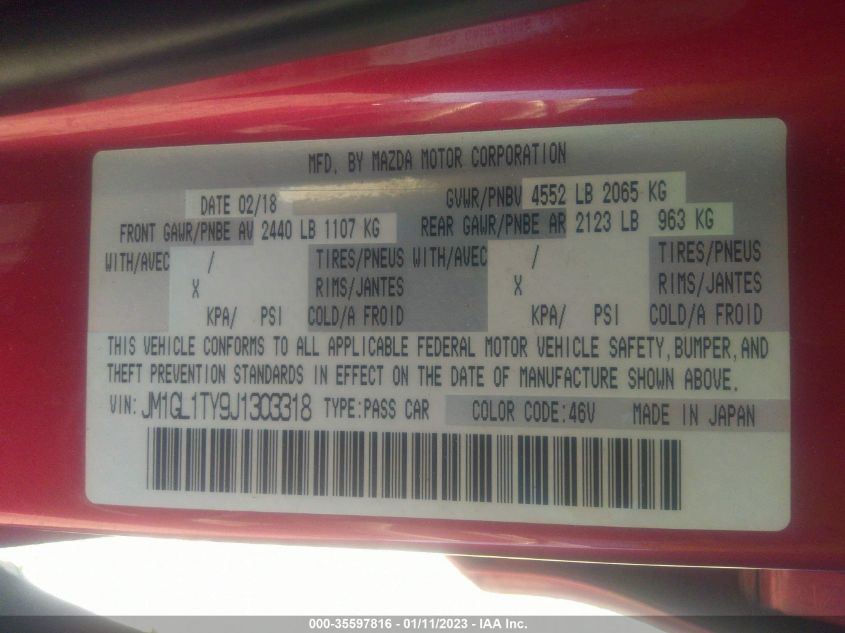 MFD. BY MAZDA MOTOR CORPORATION
DATE 02/18 GVWR/PNBV 4552 LB 2065 KG
FRONT GAWR/PNBE AV 2440 LB 1107 KG REAR GAWR/PNBE AR 2123 LB 963 KG
WITH/AVEC / TIRES/PNEUS WITH/AVEC / TIRES/PNEUS
X RIMS/JANTES X RIMS/JANTES
KPA/ PSI COLD/A FROID KPA/ PSI COLD/A FROID
THIS VEHICLE CONFORMS TO ALL APPLICABLE FEDERAL MOTOR VEHICLE SAFETY, BUMPER, AND
THEFT PREVENTION STANDARDS IN EFFECT ON THE DATE OF MANUFACTURE SHOWN ABOVE.
VIN: JM1GL1TY9J1303318 TYPE:PASS CAR COLOR CODE:46V MADE IN JAPAN
000-35597816 - 01/11/2023 - ©IAA Inc.